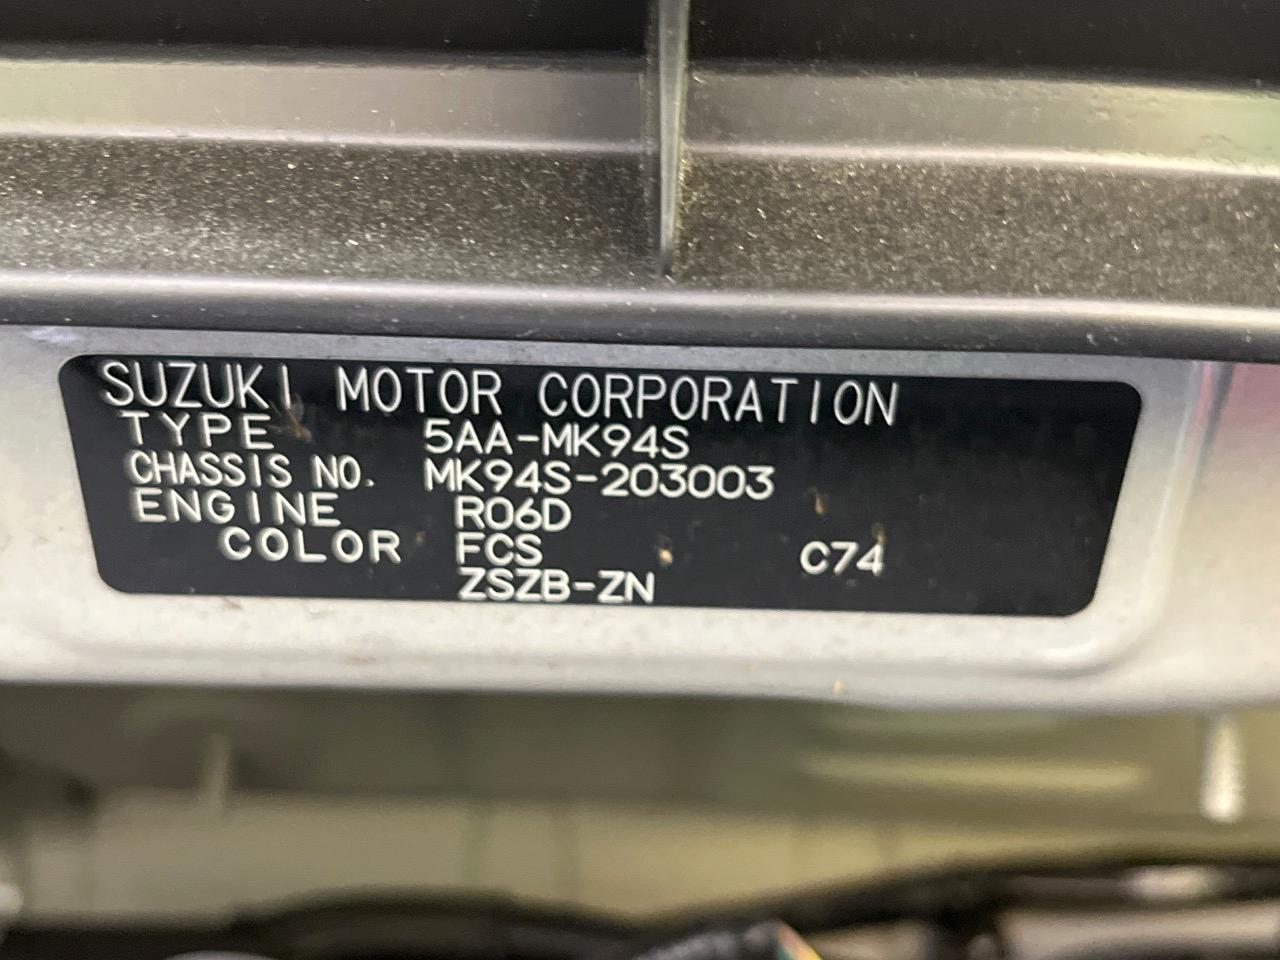 SUZUKI MOTOR CORPORATION
TYPE 5AA-MK94S
CHASSIS NO. MK94S-203003
ENGINE R06D
COLOR FCS C74
ZSZB-ZN